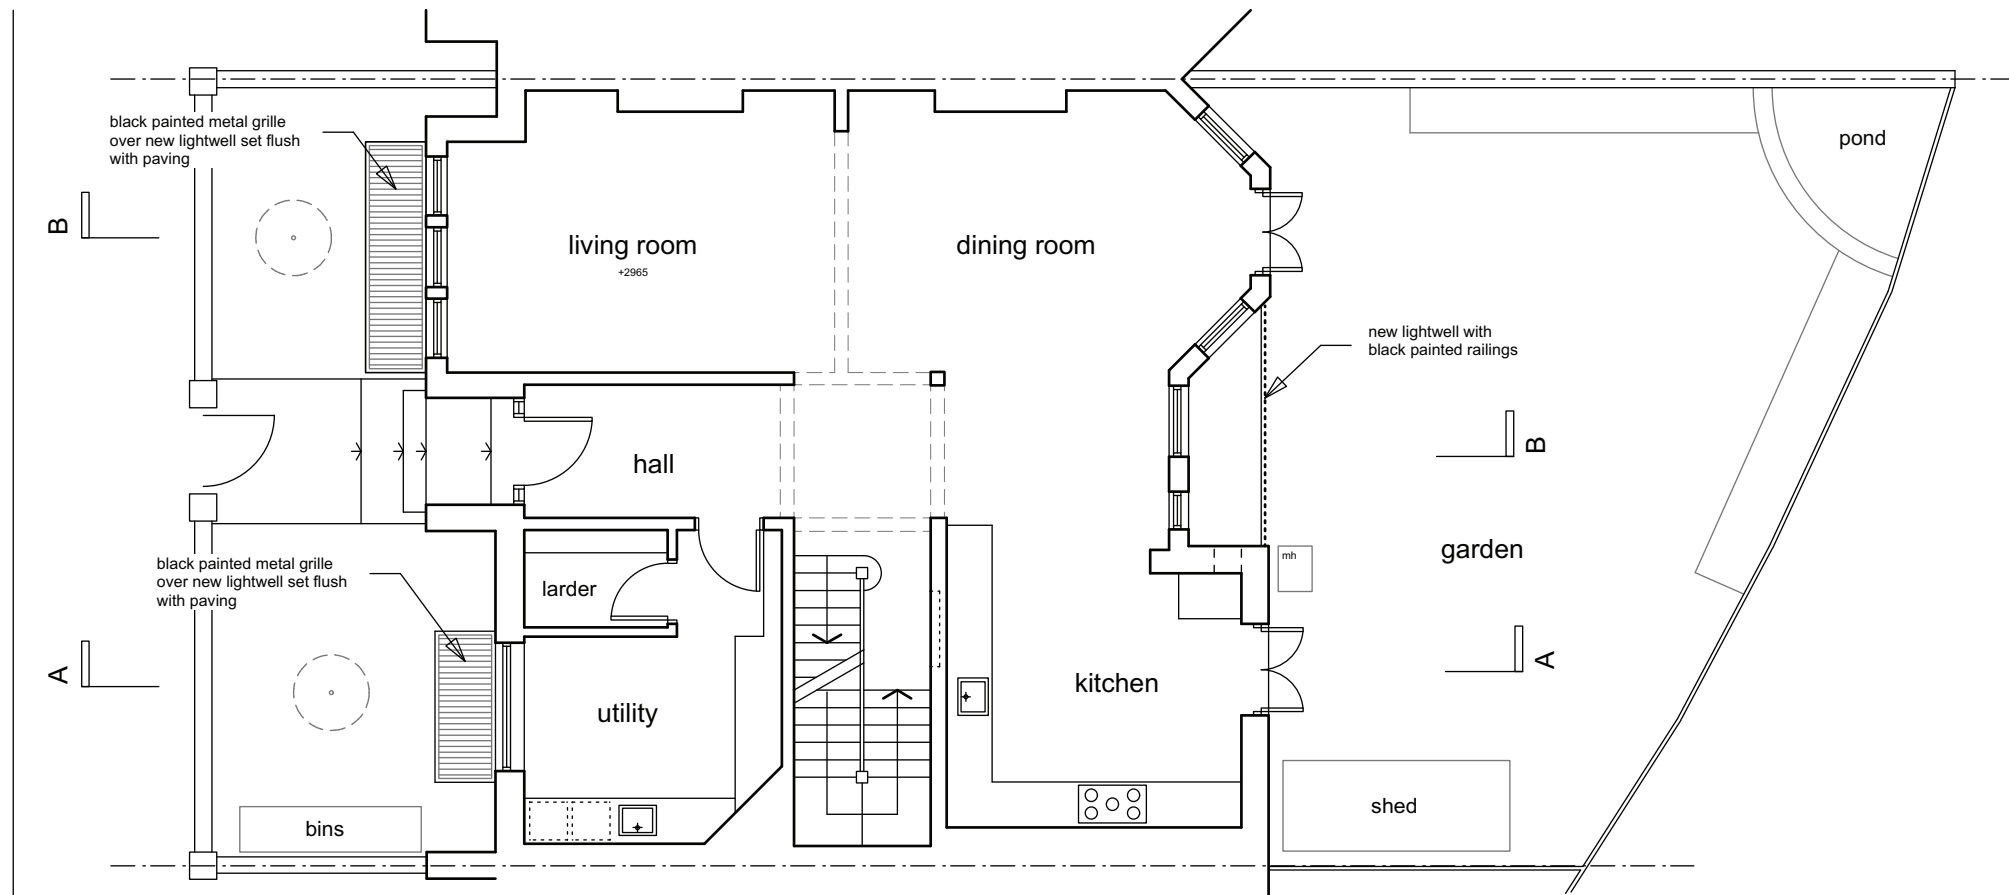 black painted metal grille
over new lightwell set flush
with paving
pond
B
living room
+2965
dining room
new lightwell with
black painted railings
B
hall
garden
mh
black painted metal grille
over new lightwell set flush
with paving
larder
A
A
kitchen
utility
shed
bins